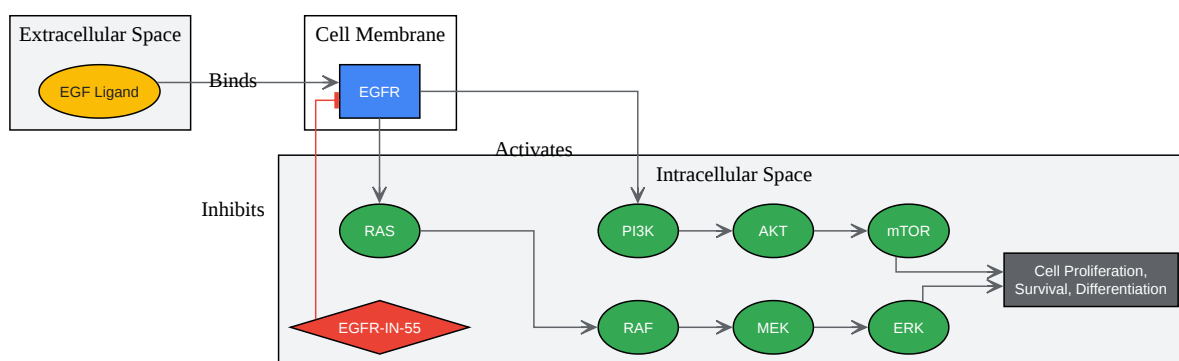 Extracellular Space
Cell Membrane
EGF Ligand
Binds
EGFR
Activates
Intracellular Space
Inhibits
RAS
PI3K
AKT
mTOR
Cell Proliferation,
Survival, Differentiation
EGFR-IN-55
RAF
MEK
ERK